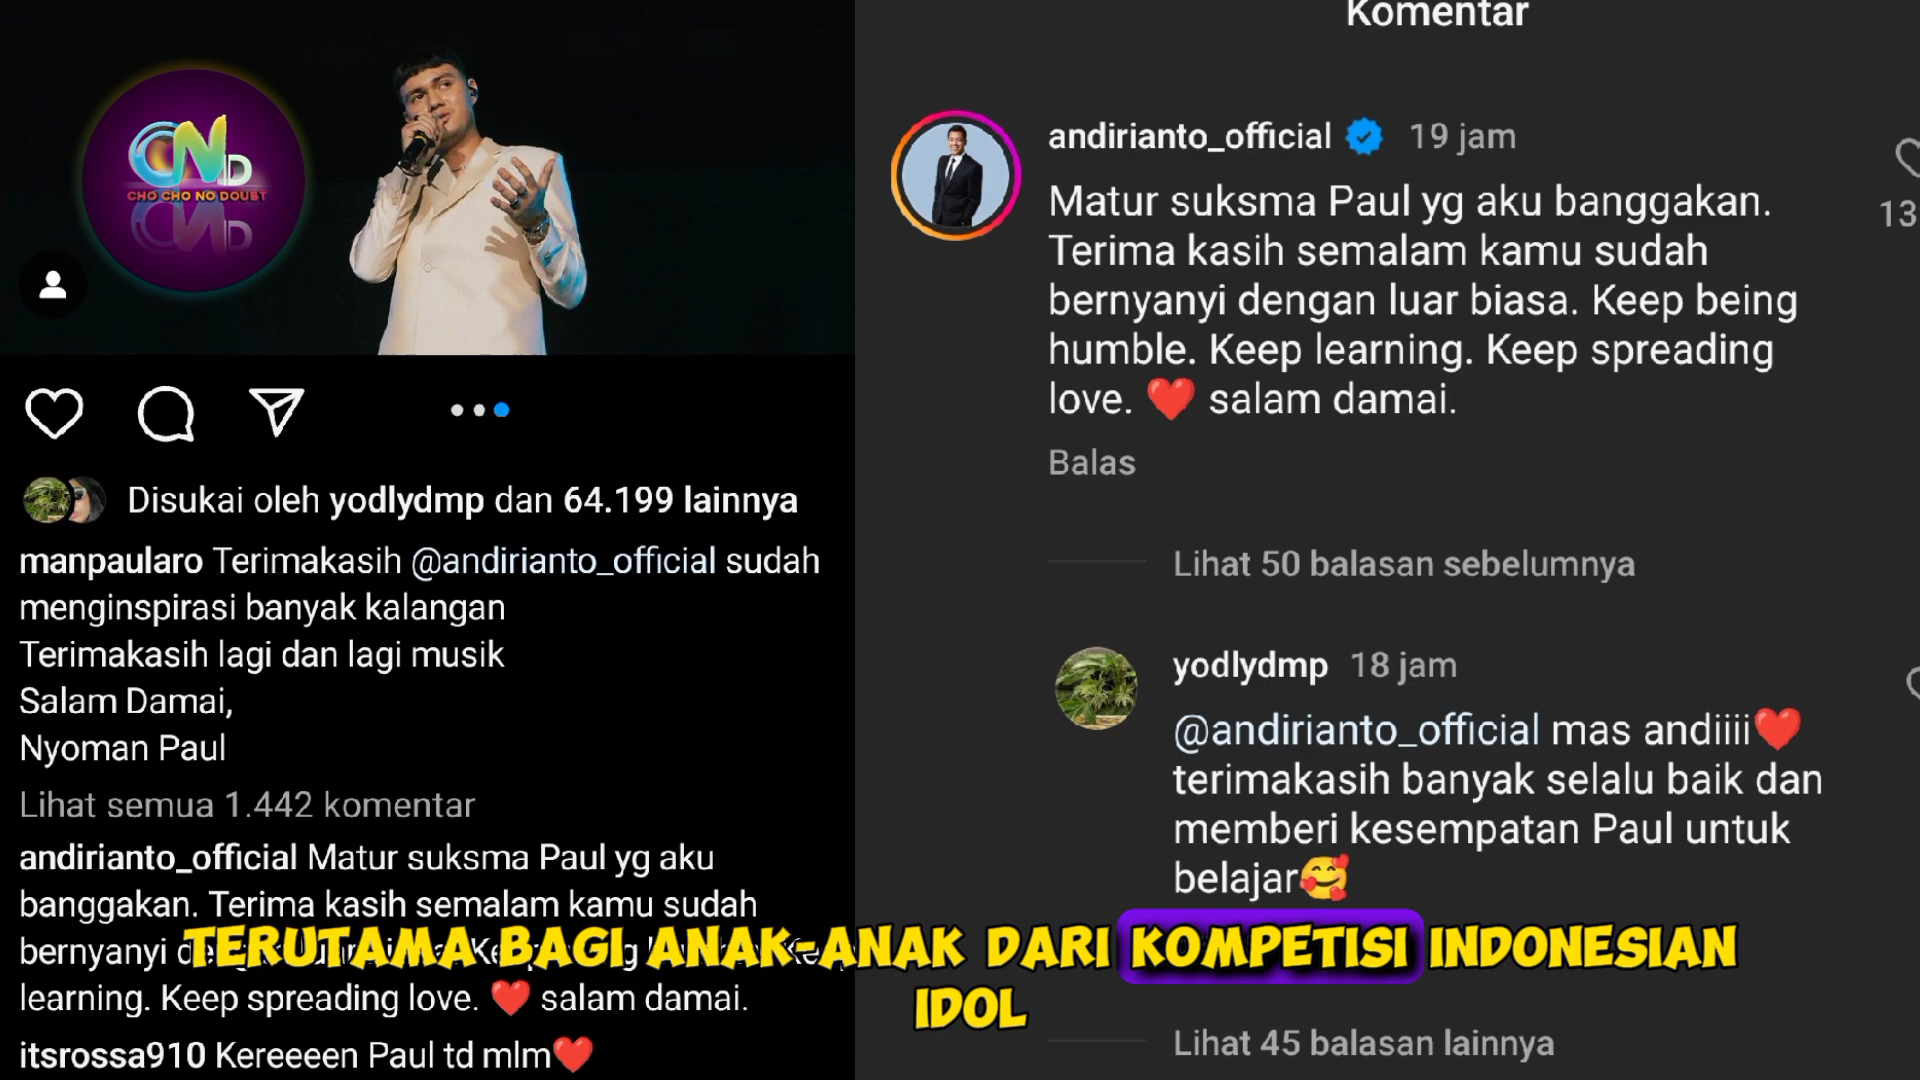 CND
CHO CHO NO DOUBT
Disukai oleh yodlydmp dan 64.199 lainnya
manpaularo Terimakasih @andirianto_official sudah
menginspirasi banyak kalangan
Terimakasih lagi dan lagi musik
Salam Damai,
Nyoman Paul
Lihat semua 1.442 komentar
andirianto_official Matur suksma Paul yg aku
banggakan. Terima kasih semalam kamu sudah
bernyanyi
learning. Keep spreading love. ❤️ salam damai.
itsrossa910 Kereeeen Paul td mlm❤️
Komentar
andirianto_official 19 jam
Matur suksma Paul yg aku banggakan.
Terima kasih semalam kamu sudah
bernyanyi dengan luar biasa. Keep being
humble. Keep learning. Keep spreading
love. ❤️ salam damai.
13
Balas
Lihat 50 balasan sebelumnya
yodlydmp 18 jam
@andirianto_official mas andiiii❤️
terimakasih banyak selalu baik dan
memberi kesempatan Paul untuk
belajar🥰
Lihat 45 balasan lainnya
TERUTAMA BAGI ANAK-ANAK DARI KOMPETISI INDONESIAN
IDOL